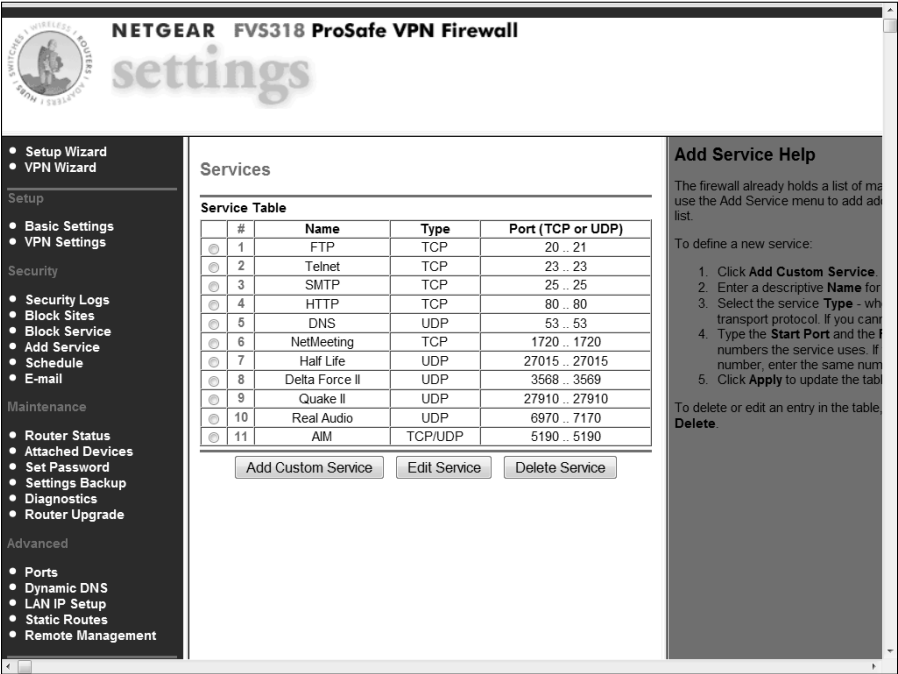 NETGEAR FVS318 ProSafe VPN Firewall
settings
SWITCHES | WIRELESS | ROUTERS | ADAPTERS | HUBS
Setup Wizard
VPN Wizard
Setup
Basic Settings
VPN Settings
Security
Security Logs
Block Sites
Block Service
Add Service
Schedule
E-mail
Maintenance
Router Status
Attached Devices
Set Password
Settings Backup
Diagnostics
Router Upgrade
Advanced
Ports
Dynamic DNS
LAN IP Setup
Static Routes
Remote Management
Services
Service Table
# Name Type Port (TCP or UDP)
1 FTP TCP 20 .. 21
2 Telnet TCP 23 .. 23
3 SMTP TCP 25 .. 25
4 HTTP TCP 80 .. 80
5 DNS UDP 53 .. 53
6 NetMeeting TCP 1720 .. 1720
7 Half Life UDP 27015 .. 27015
8 Delta Force II UDP 3568 .. 3569
9 Quake II UDP 27910 .. 27910
10 Real Audio UDP 6970 .. 7170
11 AIM TCP/UDP 5190 .. 5190
Add Custom Service Edit Service Delete Service
Add Service Help
The firewall already holds a list of ma
use the Add Service menu to add ad
list.
To define a new service:
1. Click Add Custom Service.
2. Enter a descriptive Name for
3. Select the service Type - wh
transport protocol. If you cann
4. Type the Start Port and the F
numbers the service uses. If
number, enter the same num
5. Click Apply to update the tabl
To delete or edit an entry in the table,
Delete.